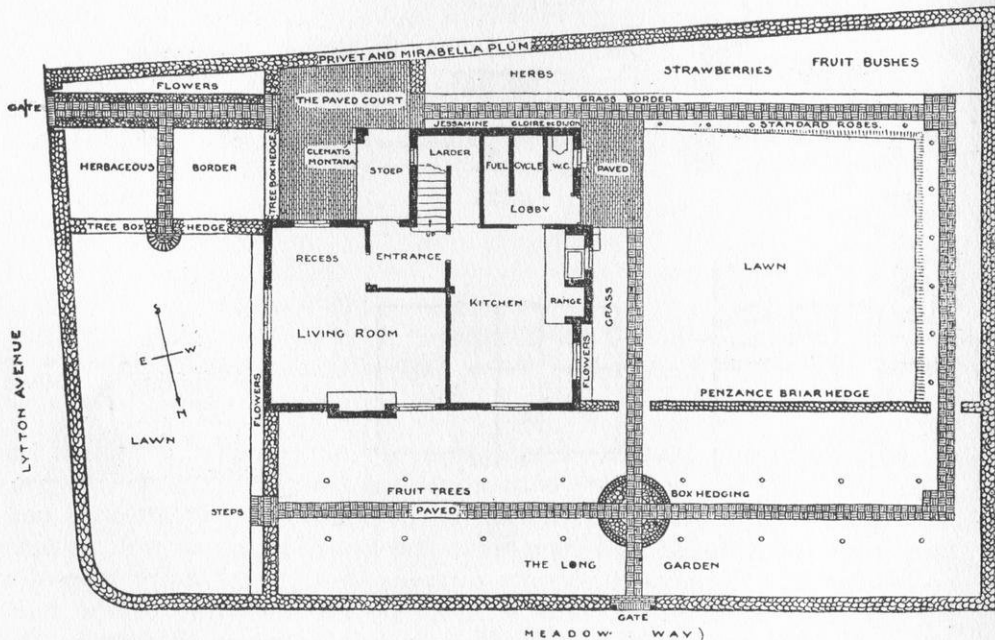 PRIVET AND MIRABELLA PLUM
HERBS
STRAWBERRIES
FRUIT BUSHES
FLOWERS
GATE
THE PAVED COURT
GRASS BORDER
JESSAMINE
GLOIRE DE DIJON
STANDARD ROSES.
HERBACEOUS
BORDER
TREE BOX HEDGE
CLEMATIS
MONTANA
STOEP
LARDER
FUEL
CYCLE
W.C.
PAVED
LOBBY
TREE BOX
HEDGE
RECESS
ENTRANCE
KITCHEN
RANGE
GRASS
LAWN
LIVING ROOM
S
E
W
N
LYTTON AVENUE
LAWN
FLOWERS
FLOWERS
PENZANCE BRIAR HEDGE
FRUIT TREES
BOX HEDGING
STEPS
PAVED
THE LONG
GARDEN
GATE
MEADOW WAY)